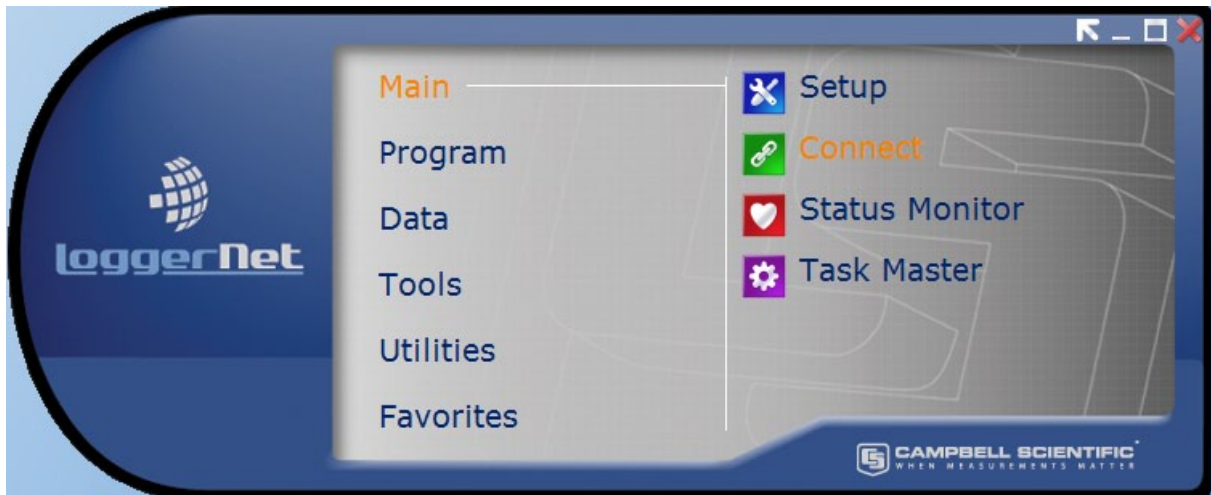 Main
Program
Data
Tools
Utilities
Favorites
Setup
Connect
Status Monitor
Task Master
LoggerNet
CAMPBELL SCIENTIFIC
WHEN MEASUREMENTS MATTER